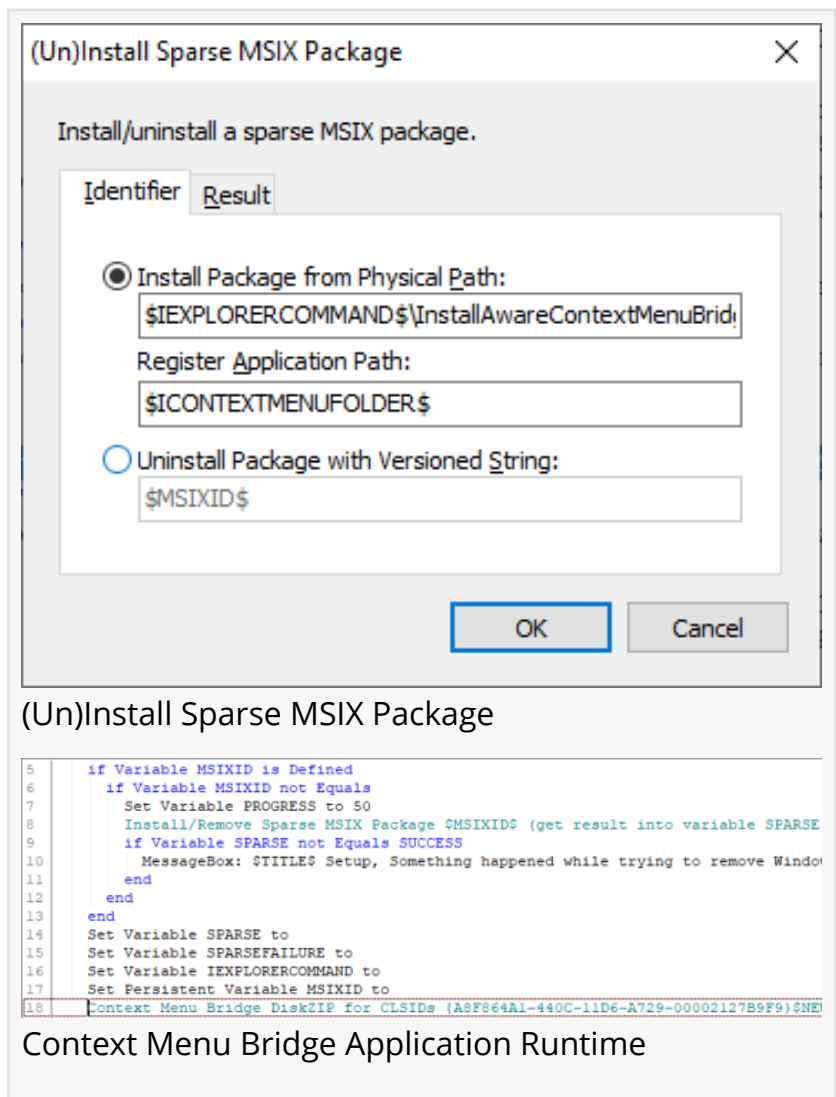 (Un)Install Sparse MSIX Package
Install/uninstall a sparse MSIX package.
Identifier Result
Install Package from Physical Path:
$IEXPLORERCOMMAND$\InstallAwareContextMenuBrid
Register Application Path:
$ICONTEXTMENUFOLDER$
Uninstall Package with Versioned String:
$MSIXID$
OK Cancel
(Un)Install Sparse MSIX Package
5 if Variable MSIXID is Defined
6 if Variable MSIXID not Equals
7 Set Variable PROGRESS to 50
8 Install/Remove Sparse MSIX Package $MSIXID$ (get result into variable SPARSE
9 if Variable SPARSE not Equals SUCCESS
10 MessageBox: $TITLE$ Setup, Something happened while trying to remove Windo
11 end
12 end
13 end
14 Set Variable SPARSE to
15 Set Variable SPARSEFAILURE to
16 Set Variable IEXPLORERCOMMAND to
17 Set Persistent Variable MSIXID to
18 Context Menu Bridge DiskZIP for CLSIDs {A8F864A1-440C-11D6-A729-00002127B9F9}$NE
Context Menu Bridge Application Runtime